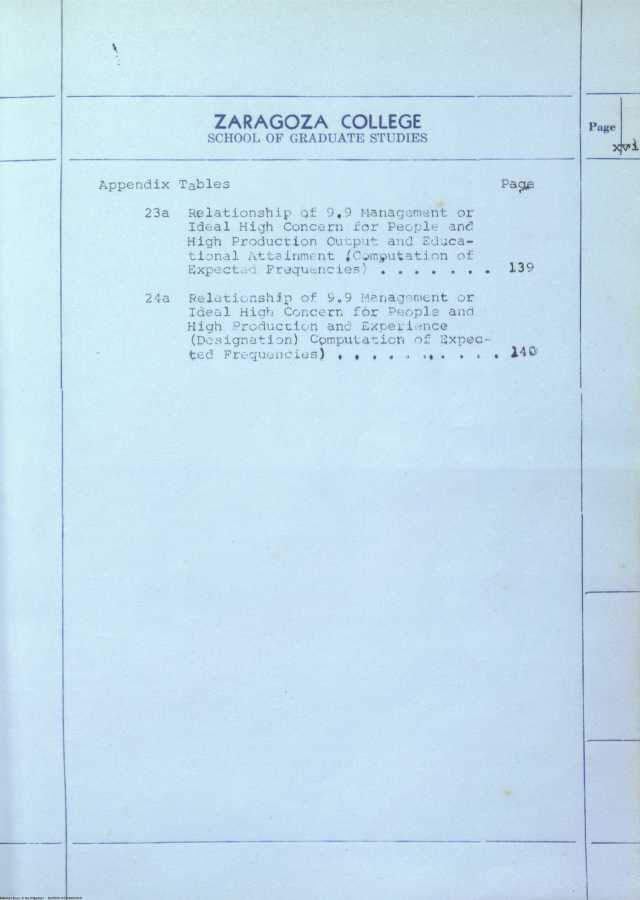 ZARAGOZA COLLEGE
SCHOOL OF GRADUATE STUDIES
Page
xvi
Appendix Tables Page
23a Relationship of 9.9 Management or
Ideal High Concern for People and
High Production Output and Educa-
tional Attainment (Computation of
Expected Frequencies) . . . . . . . 139
24a Relationship of 9.9 Management or
Ideal High Concern for People and
High Production and Experience
(Designation) Computation of Expec-
ted Frequencies) . . . . . . . . . . 140